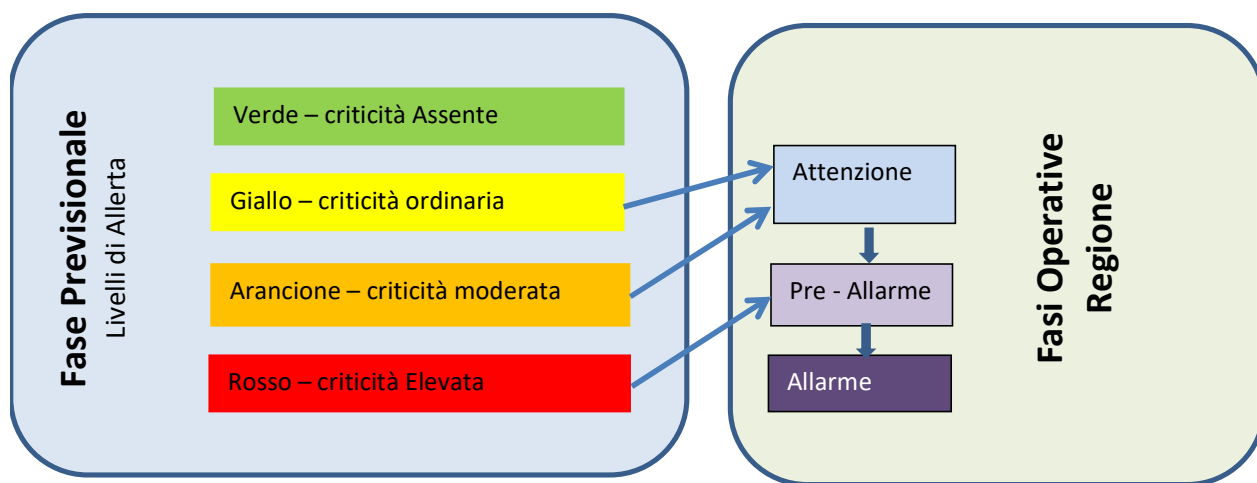 Fase Previsionale
Livelli di Allerta
Verde – criticità Assente
Giallo – criticità ordinaria
Arancione – criticità moderata
Rosso – criticità Elevata
Attenzione
Pre - Allarme
Allarme
Fasi Operative
Regione